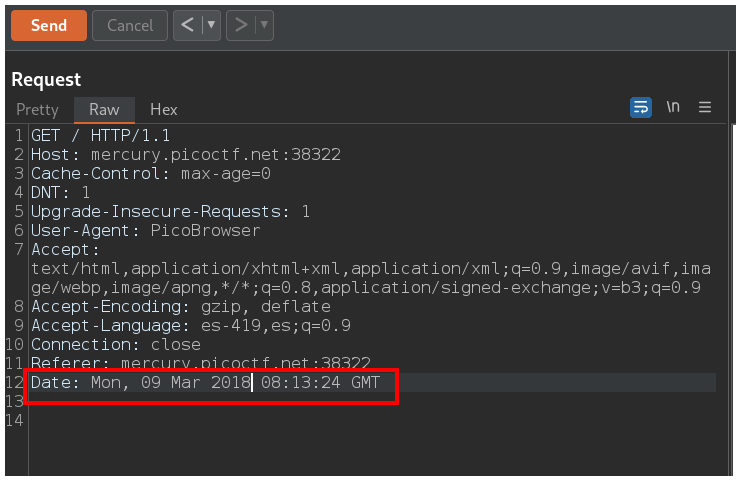 Send Cancel < ▼ > ▼
Request
Pretty Raw Hex \n ☰
1 GET / HTTP/1.1
2 Host: mercury.picoctf.net:38322
3 Cache-Control: max-age=0
4 DNT: 1
5 Upgrade-Insecure-Requests: 1
6 User-Agent: PicoBrowser
7 Accept:
text/html,application/xhtml+xml,application/xml;q=0.9,image/avif,ima
ge/webp,image/apng,*/*;q=0.8,application/signed-exchange;v=b3;q=0.9
8 Accept-Encoding: gzip, deflate
9 Accept-Language: es-419,es;q=0.9
10 Connection: close
11 Referer: mercury.picoctf.net:38322
12 Date: Mon, 09 Mar 2018 08:13:24 GMT
13
14